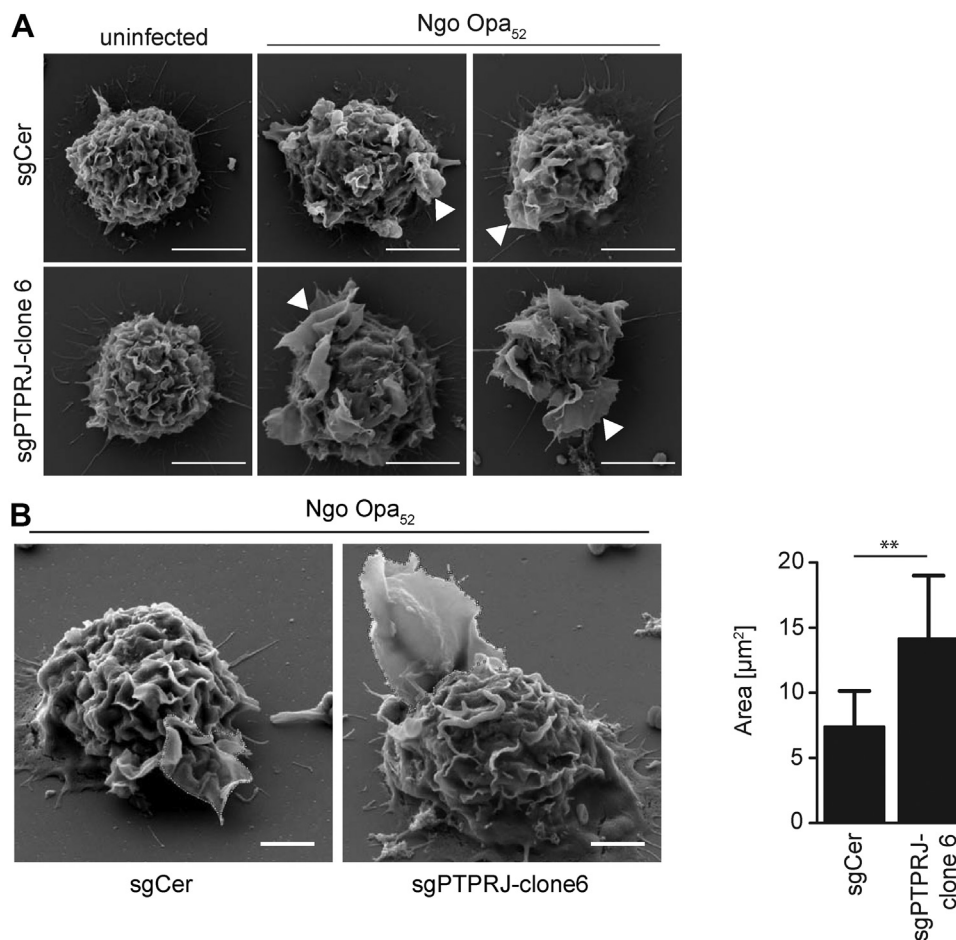 A
uninfected
Ngo Opa₅₂
sgCer
sgPTPRJ-clone 6
B
Ngo Opa₅₂
sgCer
sgPTPRJ-clone6
**
Area [µm²]
20
15
10
5
0
sgCer
sgPTPRJ-
clone 6